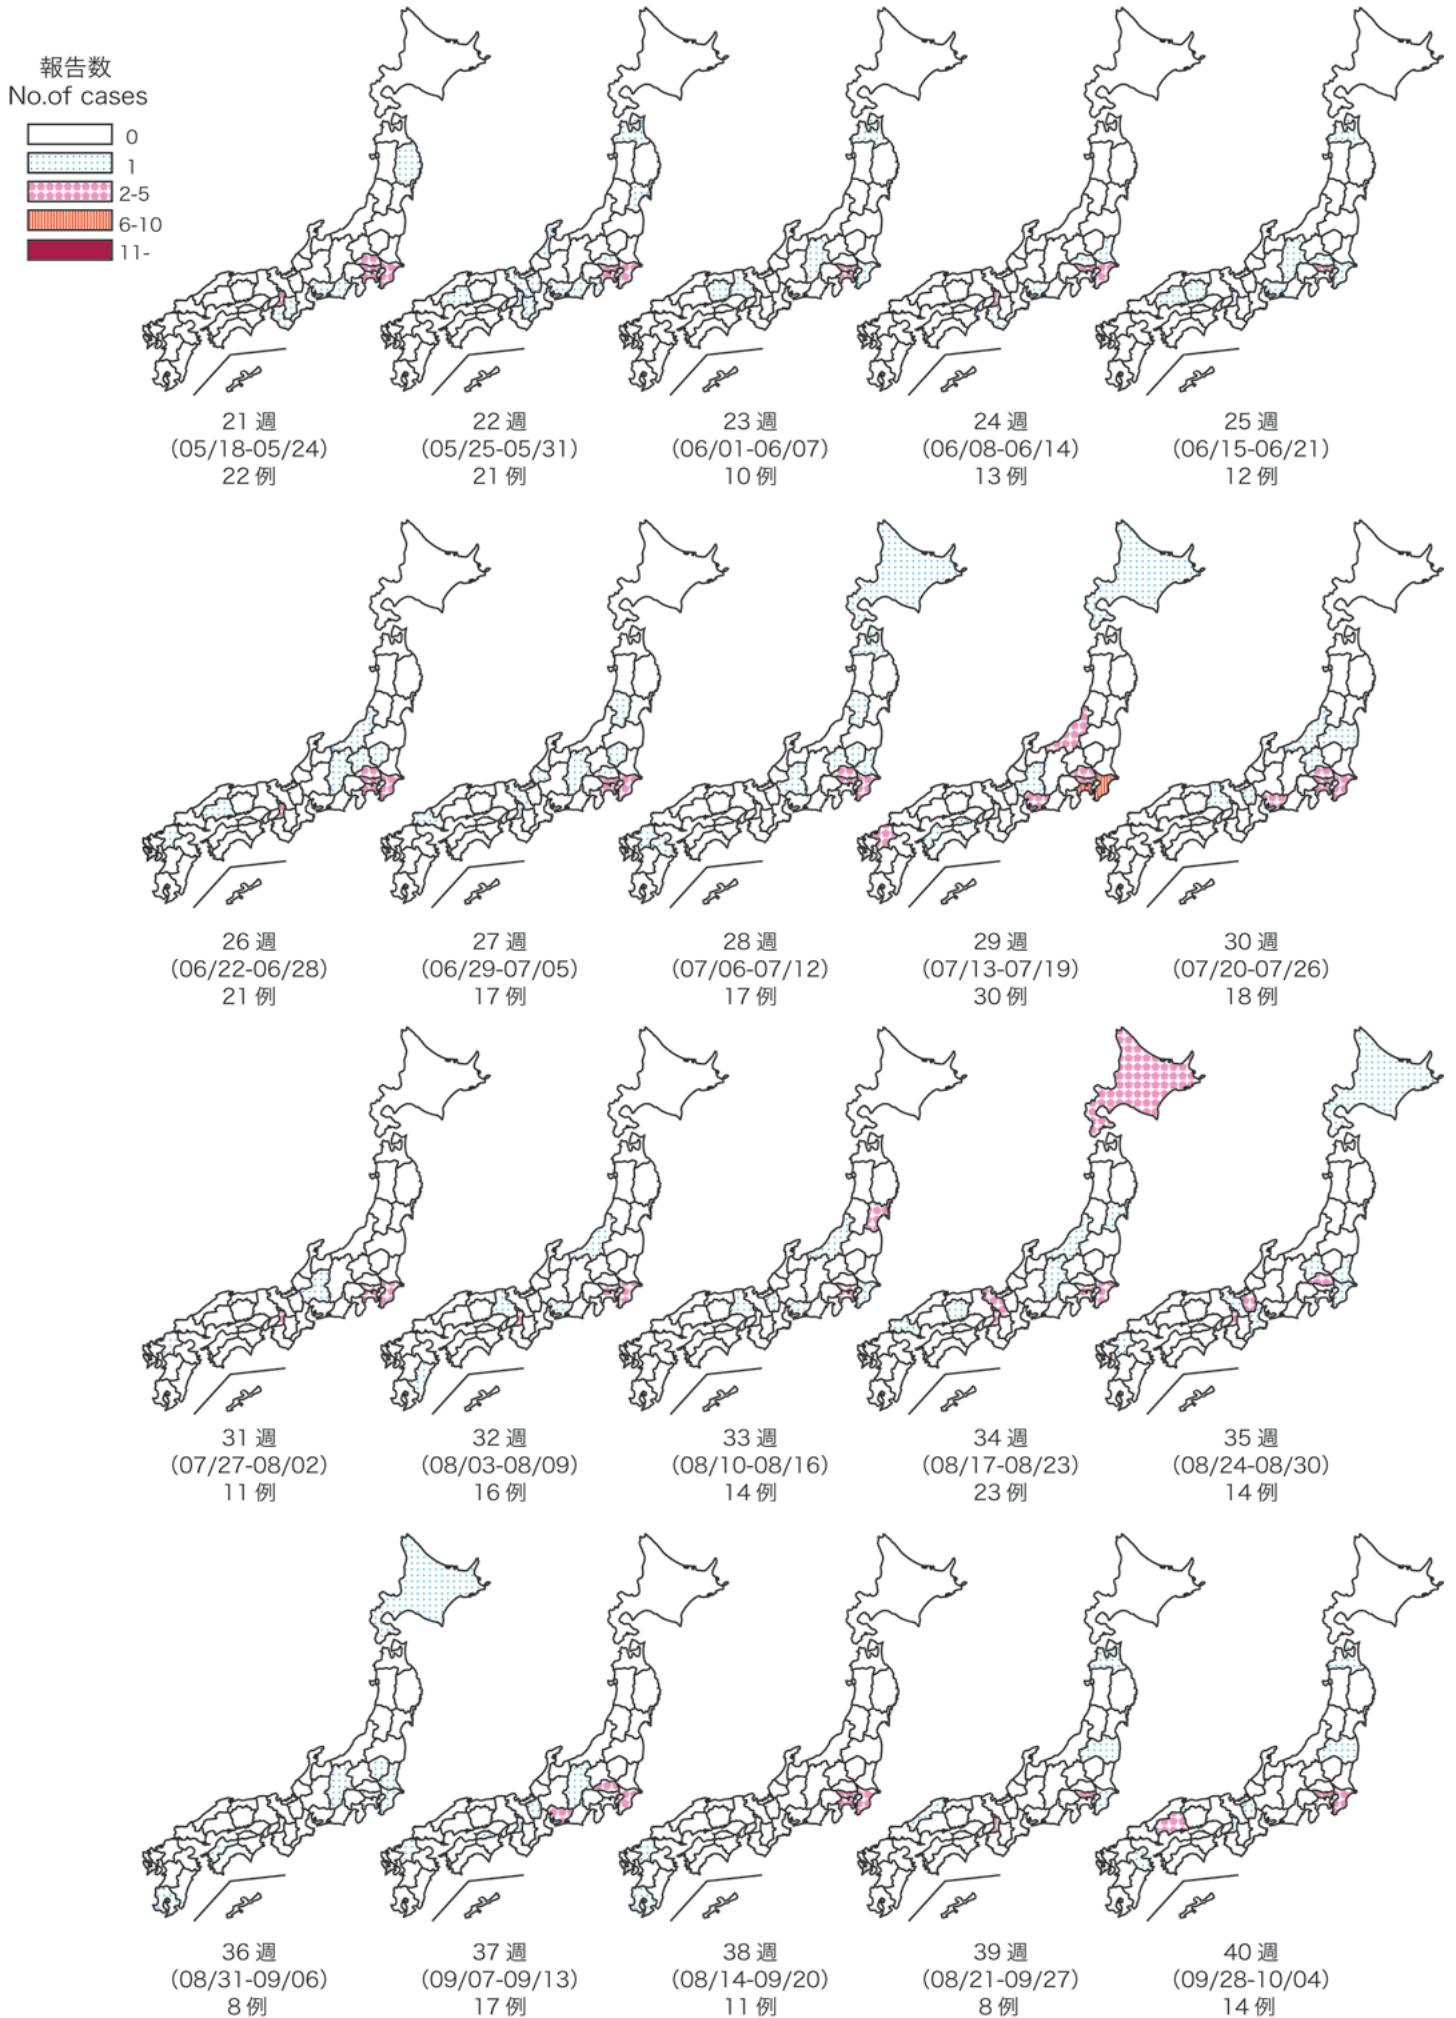 報告数
No.of cases
0
1
2-5
6-10
11-
21 週
(05/18-05/24)
22 例
22 週
(05/25-05/31)
21 例
23 週
(06/01-06/07)
10 例
24 週
(06/08-06/14)
13 例
25 週
(06/15-06/21)
12 例
26 週
(06/22-06/28)
21 例
27 週
(06/29-07/05)
17 例
28 週
(07/06-07/12)
17 例
29 週
(07/13-07/19)
30 例
30 週
(07/20-07/26)
18 例
31 週
(07/27-08/02)
11 例
32 週
(08/03-08/09)
16 例
33 週
(08/10-08/16)
14 例
34 週
(08/17-08/23)
23 例
35 週
(08/24-08/30)
14 例
36 週
(08/31-09/06)
8 例
37 週
(09/07-09/13)
17 例
38 週
(08/14-09/20)
11 例
39 週
(08/21-09/27)
8 例
40 週
(09/28-10/04)
14 例